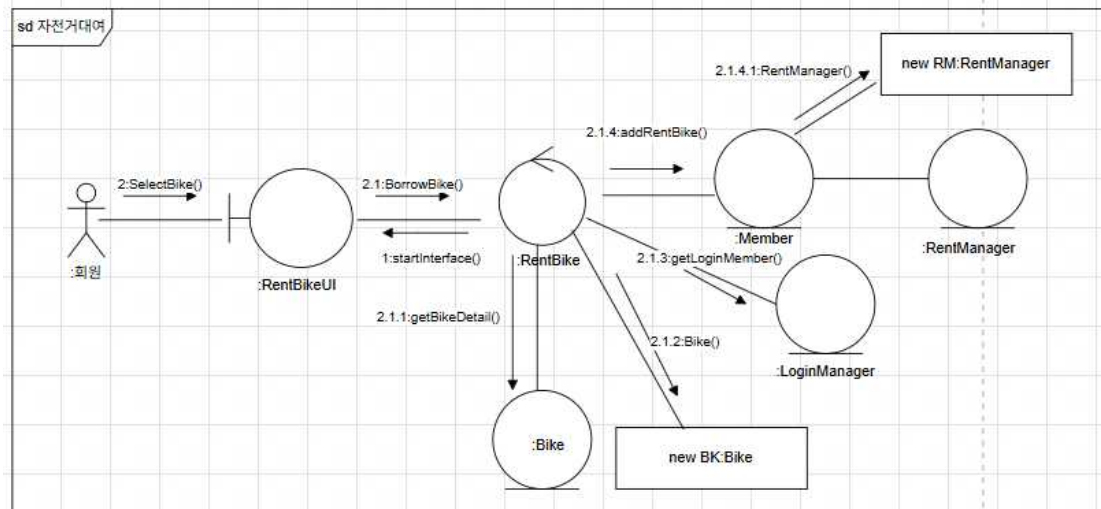 sd 자전거대여
new RM:RentManager
2.1.4.1:RentManager()
2.1.4:addRentBike()
2:SelectBike()
2.1:BorrowBike()
:Member
:RentManager
1:startInterface()
:RentBike
2.1.3:getLoginMember()
:회원
:RentBikeUI
2.1.1:getBikeDetail()
2.1.2:Bike()
:LoginManager
:Bike
new BK:Bike